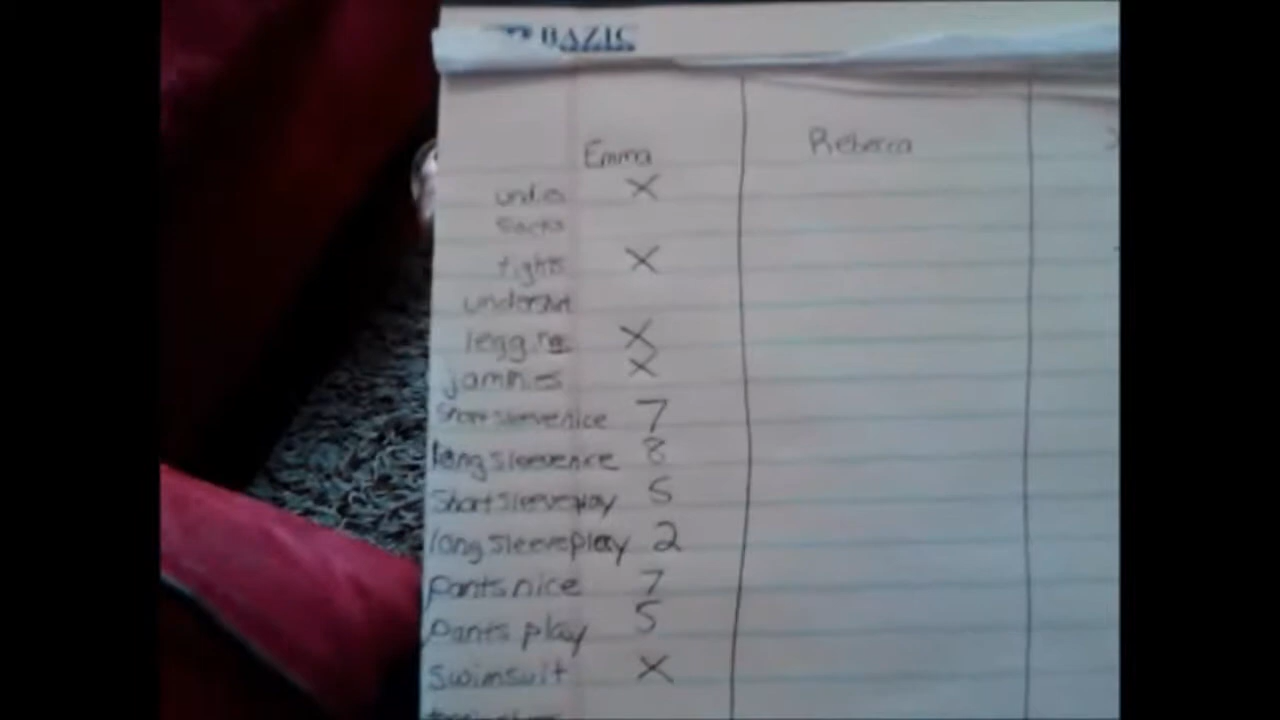 BAZIC
Emma Rebecca
undies X
socks
tights X
undershirt
leggings X
jammies X
short sleeve nice 7
long sleeve nice 8
short sleeve play 5
long sleeve play 2
pants nice 7
pants play 5
swimsuit X